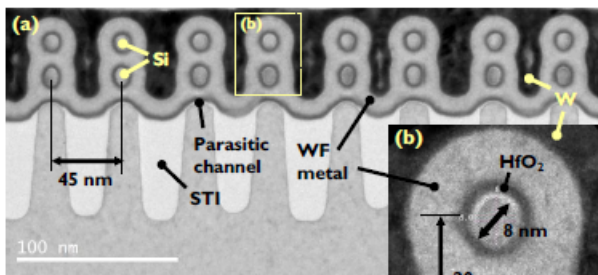 (a)
(b)
Si
W
Parasitic
channel
WF
metal
(b)
HfO₂
45 nm
STI
8 nm
100 nm